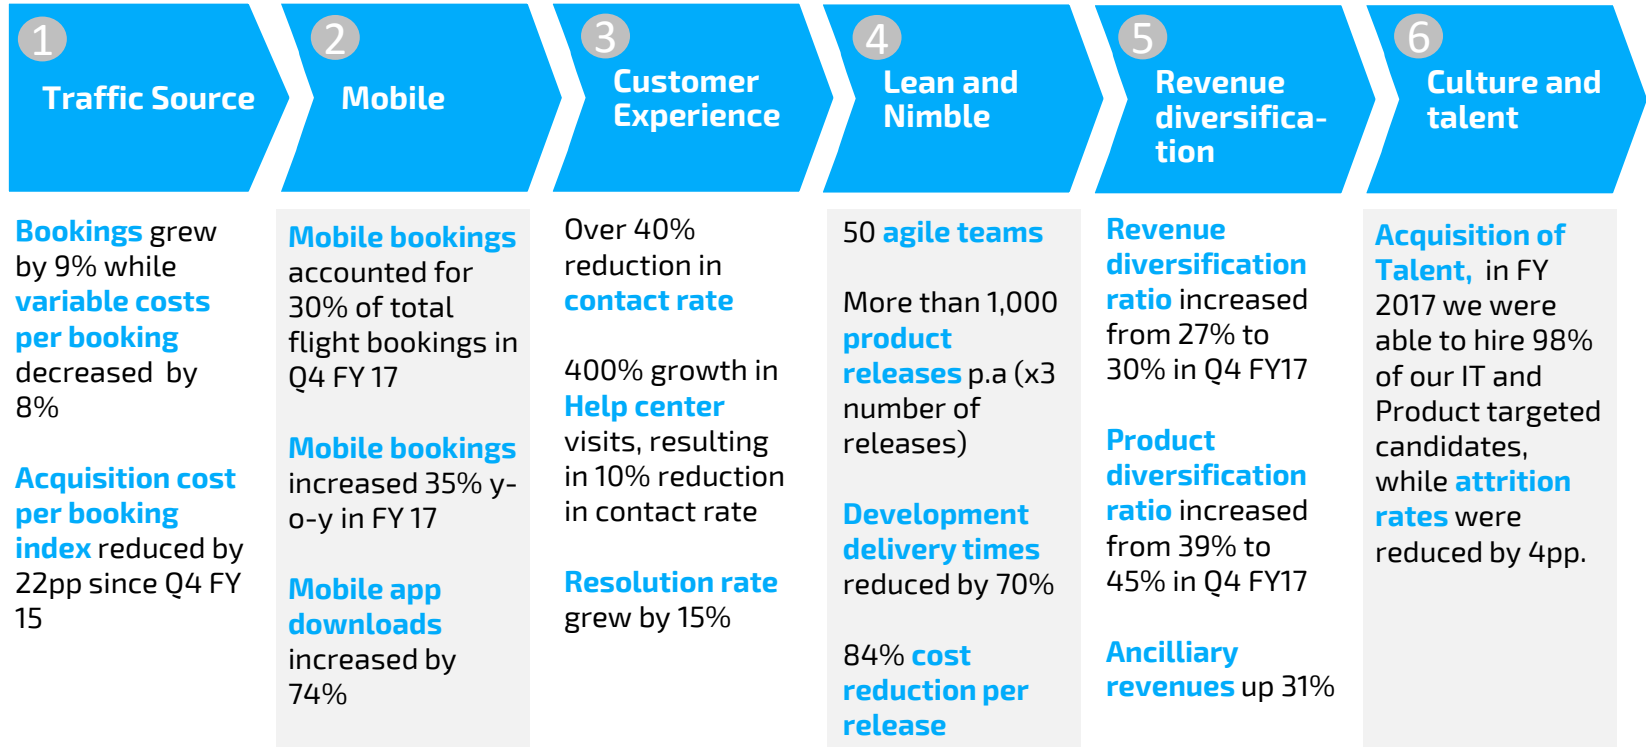 1
Traffic Source
2
Mobile
3
Customer
Experience
4
Lean and
Nimble
5
Revenue
diversifica-
tion
6
Culture and
talent
Bookings grew
by 9% while
variable costs
per booking
decreased by
8%
Acquisition cost
per booking
index reduced by
22pp since Q4 FY
15
Mobile bookings
accounted for
30% of total
flight bookings in
Q4 FY 17
Mobile bookings
increased 35% y-
o-y in FY 17
Mobile app
downloads
increased by
74%
Over 40%
reduction in
contact rate
400% growth in
Help center
visits, resulting
in 10% reduction
in contact rate
Resolution rate
grew by 15%
50 agile teams
More than 1,000
product
releases p.a (x3
number of
releases)
Development
delivery times
reduced by 70%
84% cost
reduction per
release
Revenue
diversification
ratio increased
from 27% to
30% in Q4 FY17
Product
diversification
ratio increased
from 39% to
45% in Q4 FY17
Ancilliary
revenues up 31%
Acquisition of
Talent, in FY
2017 we were
able to hire 98%
of our IT and
Product targeted
candidates,
while attrition
rates were
reduced by 4pp.